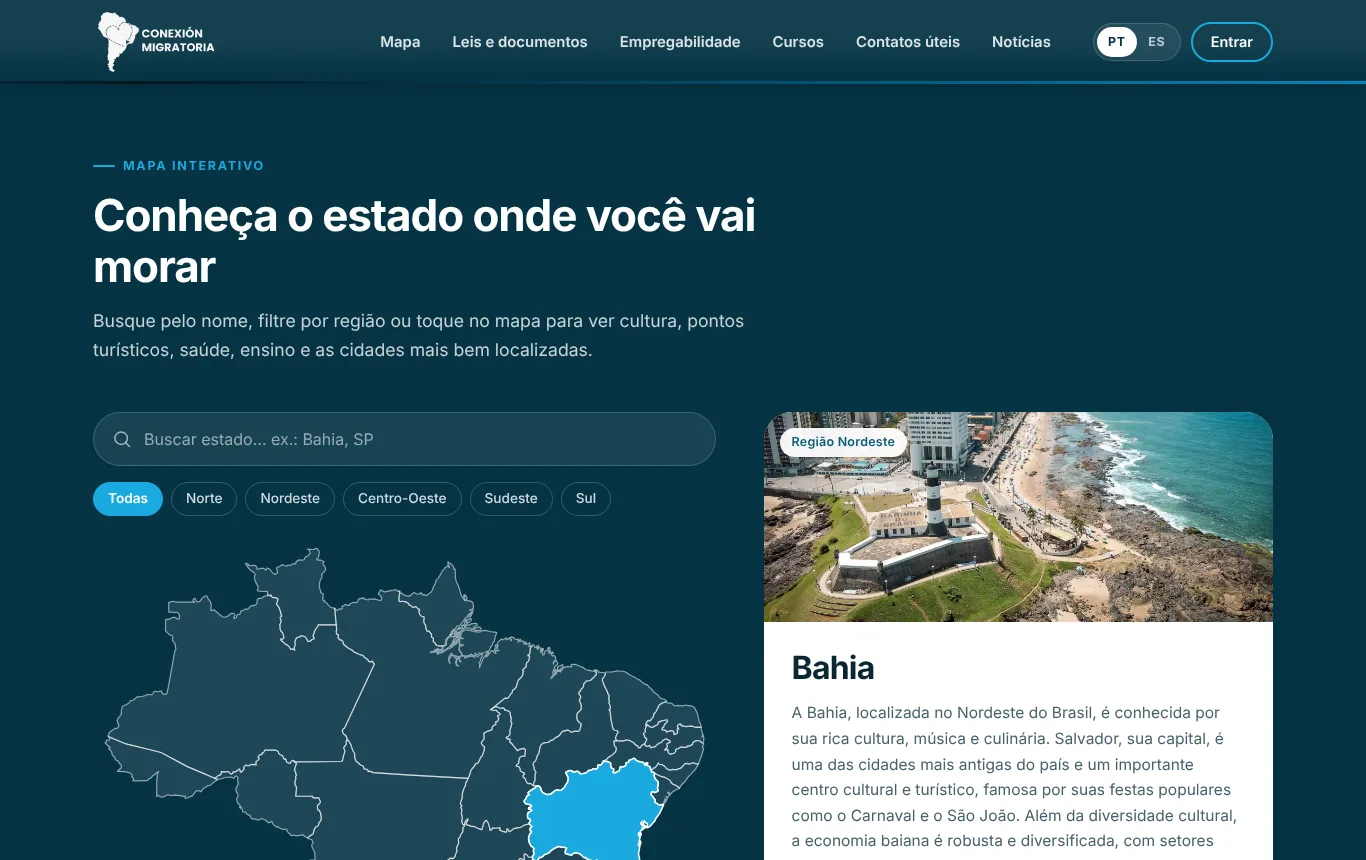 CONEXIÓN
MIGRATORIA
Mapa
Leis e documentos
Empregabilidade
Cursos
Contatos úteis
Notícias
PT
ES
Entrar
MAPA INTERATIVO
Conheça o estado onde você vai
morar
Busque pelo nome, filtre por região ou toque no mapa para ver cultura, pontos
turísticos, saúde, ensino e as cidades mais bem localizadas.
Buscar estado... ex.: Bahia, SP
Todas
Norte
Nordeste
Centro-Oeste
Sudeste
Sul
Região Nordeste
MARINHA
DO
BRASIL
Bahia
A Bahia, localizada no Nordeste do Brasil, é conhecida por
sua rica cultura, música e culinária. Salvador, sua capital, é
uma das cidades mais antigas do país e um importante
centro cultural e turístico, famosa por suas festas populares
como o Carnaval e o São João. Além da diversidade cultural,
a economia baiana é robusta e diversificada, com setores